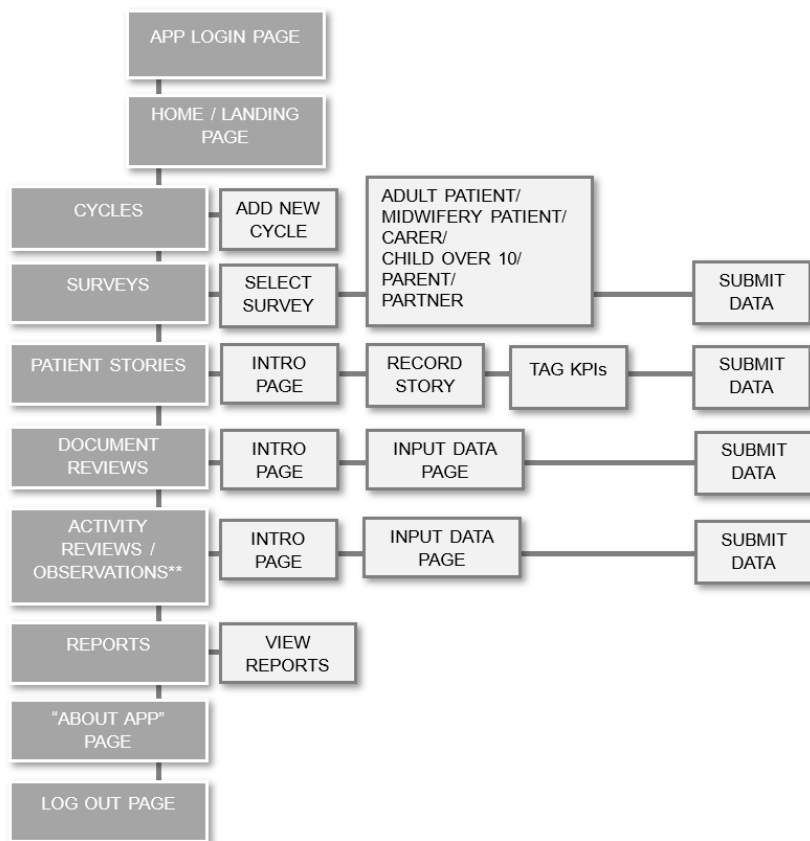 APP LOGIN PAGE
HOME / LANDING
PAGE
CYCLES
ADD NEW
CYCLE
ADULT PATIENT/
MIDWIFERY PATIENT/
CARER/
CHILD OVER 10/
PARENT/
PARTNER
SURVEYS
SELECT
SURVEY
SUBMIT
DATA
PATIENT STORIES
INTRO
PAGE
RECORD
STORY
TAG KPIs
SUBMIT
DATA
DOCUMENT
REVIEWS
INTRO
PAGE
INPUT DATA
PAGE
SUBMIT
DATA
ACTIVITY
REVIEWS /
OBSERVATIONS**
INTRO
PAGE
INPUT DATA
PAGE
SUBMIT
DATA
REPORTS
VIEW
REPORTS
“ABOUT APP”
PAGE
LOG OUT PAGE